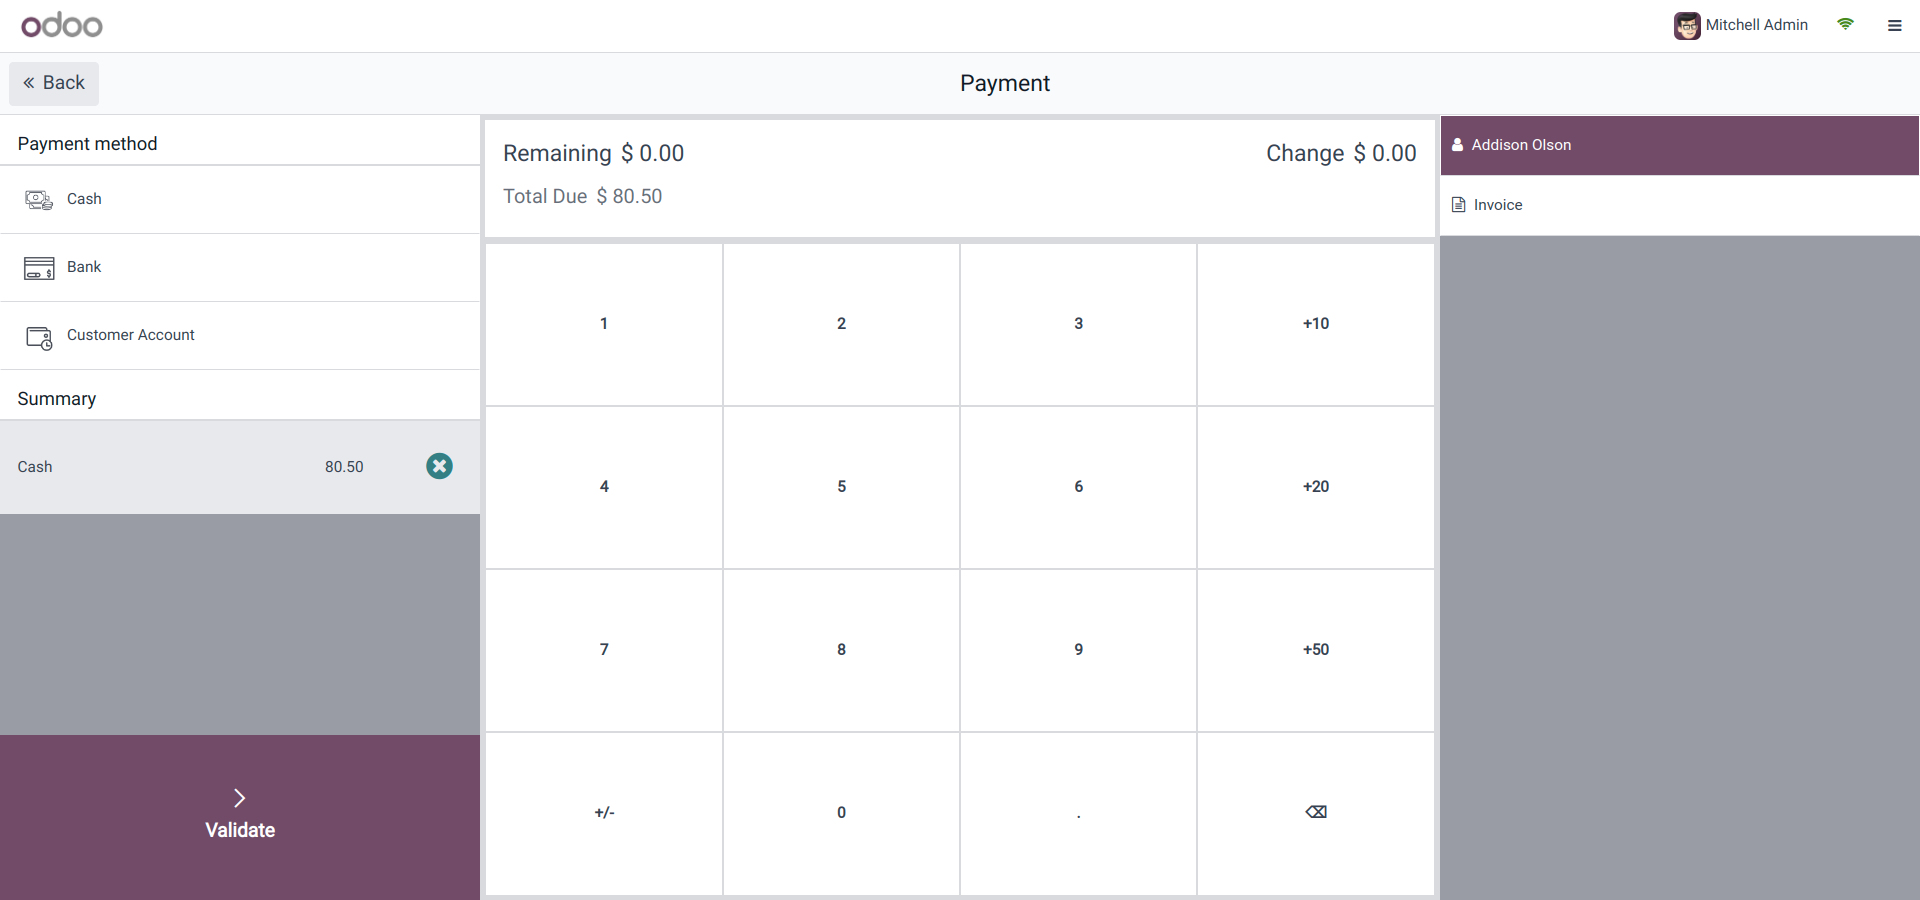 odoo
Mitchell Admin
Back
Payment
Payment method
Cash
Bank
Customer Account
Summary
Cash 80.50
Validate
Remaining $ 0.00
Change $ 0.00
Total Due $ 80.50
1 2 3 +10
4 5 6 +20
7 8 9 +50
+/- 0 . ⌫
Addison Olson
Invoice